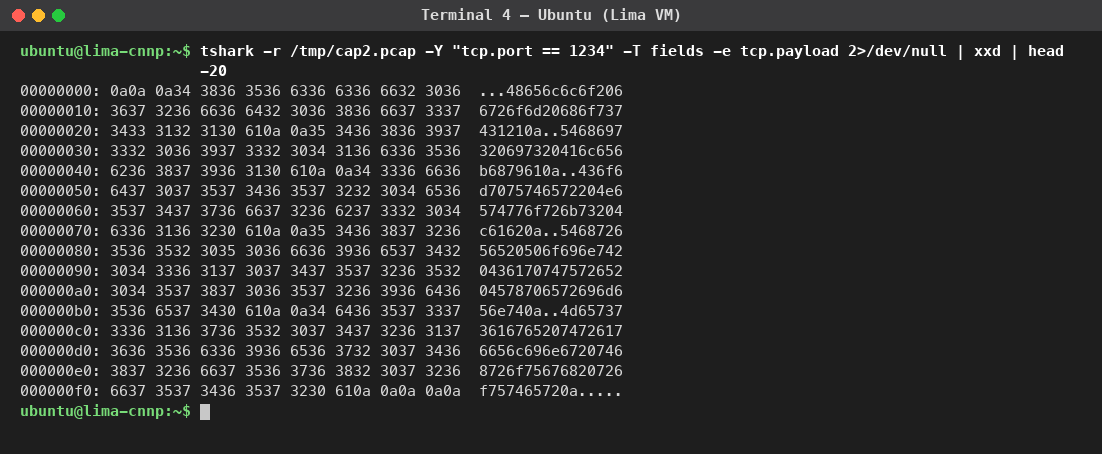 Terminal 4 — Ubuntu (Lima VM)
ubuntu@lima-cnnp:~$ tshark -r /tmp/cap2.pcap -Y "tcp.port == 1234" -T fields -e tcp.payload 2>/dev/null | xxd | head
-20
00000000: 0a0a 0a34 3836 3536 6336 6336 6632 3036  ...48656c6c6f206
00000010: 3637 3236 6636 6432 3036 3836 6637 3337  6726f6d20686f737
00000020: 3433 3132 3130 610a 0a35 3436 3836 3937  431210a..5468697
00000030: 3332 3036 3937 3332 3034 3136 6336 3536  320697320416c656
00000040: 6236 3837 3936 3130 610a 0a34 3336 6636  b6879610a..436f6
00000050: 6437 3037 3537 3436 3537 3232 3034 6536  d7075746572204e6
00000060: 3537 3437 3736 6637 3236 6237 3332 3034  574776f726b73204
00000070: 6336 3136 3230 610a 0a35 3436 3837 3236  c61620a..5468726
00000080: 3536 3532 3035 3036 6636 3936 6537 3432  56520506f696e742
00000090: 3034 3336 3137 3037 3437 3537 3236 3532  0436170747572652
000000a0: 3034 3537 3837 3036 3537 3236 3936 6436  04578706572696d6
000000b0: 3536 6537 3430 610a 0a34 6436 3537 3337  56e740a..4d65737
000000c0: 3336 3136 3736 3532 3037 3437 3236 3137  3616765207472617
000000d0: 3636 3536 6336 3936 6536 3732 3037 3436  6656c696e6720746
000000e0: 3837 3236 6637 3536 3736 3832 3037 3236  8726f75676820726
000000f0: 6637 3537 3436 3537 3230 610a 0a0a 0a0a  f757465720a.....
ubuntu@lima-cnnp:~$